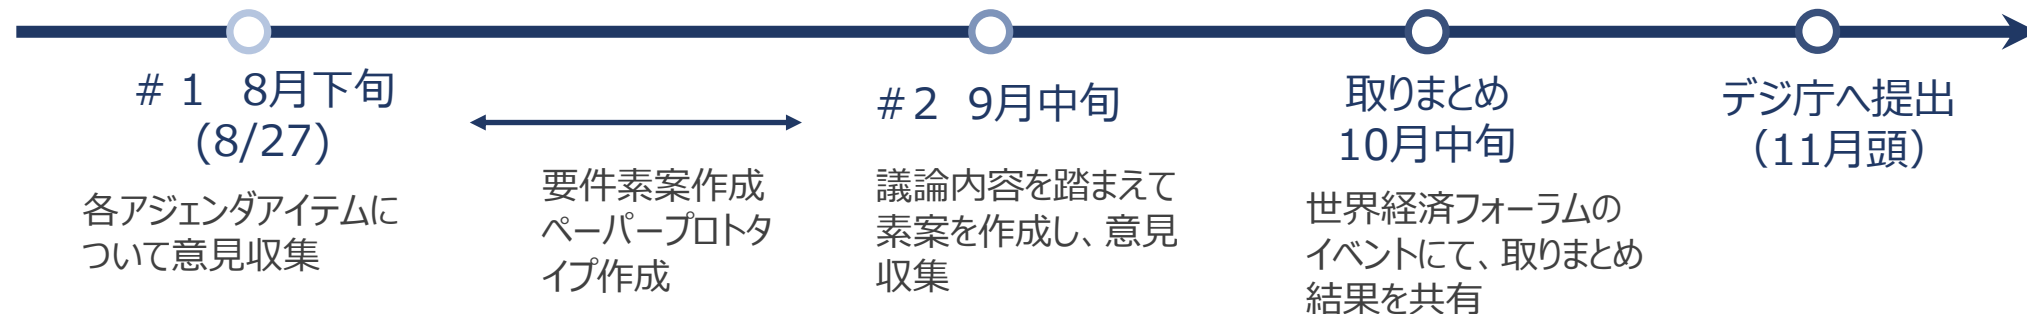 ＃１　8月下旬
(8/27)
各アジェンダアイテムに
ついて意見収集
要件素案作成
ペーパープロトタ
イプ作成
＃2　9月中旬
議論内容を踏まえて
素案を作成し、意見
収集
取りまとめ
10月中旬
世界経済フォーラムの
イベントにて、取りまとめ
結果を共有
デジ庁へ提出
（11月頭）